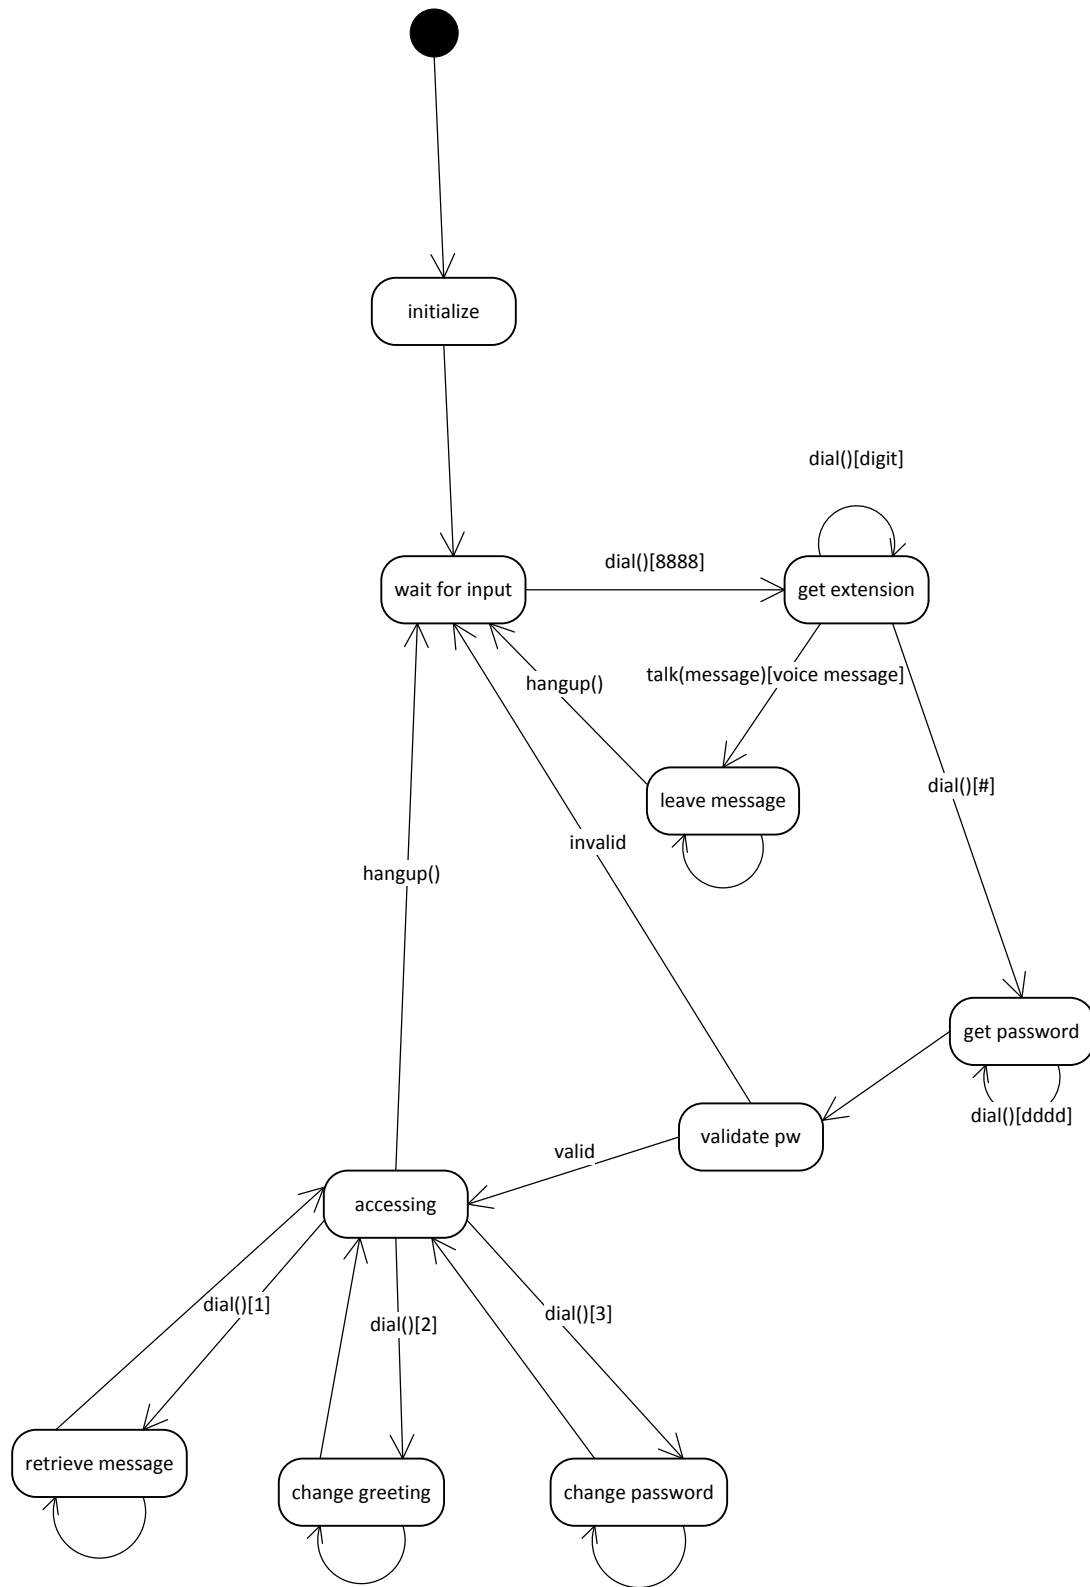 initialize
dial()[digit]
wait for input
dial()[8888]
get extension
hangup()
talk(message)[voice message]
leave message
dial()[#]
invalid
hangup()
get password
dial()[dddd]
validate pw
valid
accessing
dial()[1]
dial()[2]
dial()[3]
retrieve message
change greeting
change password